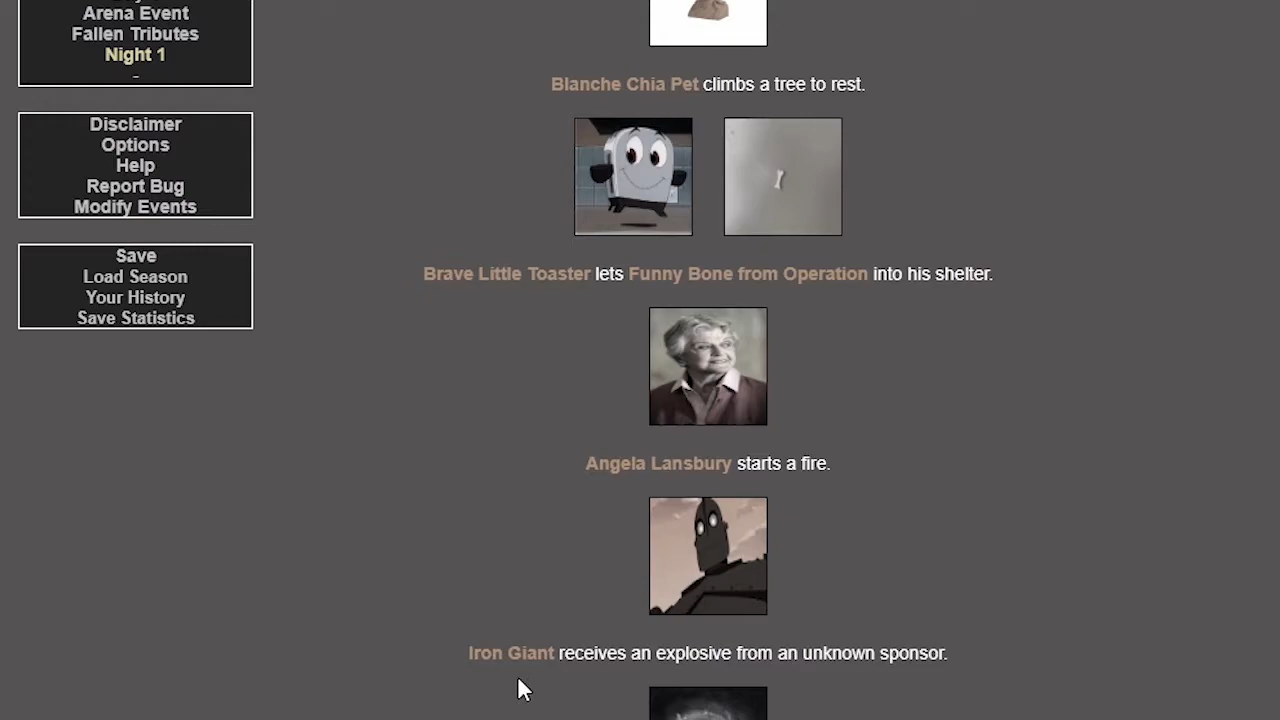 Arena Event
Fallen Tributes
Night 1
-
Disclaimer
Options
Help
Report Bug
Modify Events
Save
Load Season
Your History
Save Statistics
Blanche Chia Pet climbs a tree to rest.
Brave Little Toaster lets Funny Bone from Operation into his shelter.
Angela Lansbury starts a fire.
Iron Giant receives an explosive from an unknown sponsor.